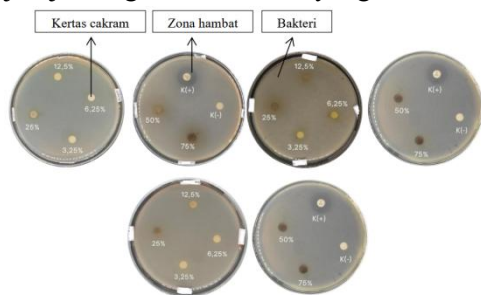 Kertas cakram
Zona hambat
Bakteri
12,5%
6,25%
25%
3,25%
K(+)
50%
K(-)
75%
12,5%
25%
6,25%
3,25%
K(+)
50%
K(-)
75%
12,5%
25%
6,25%
3,25%
K(+)
50%
K(-)
75%